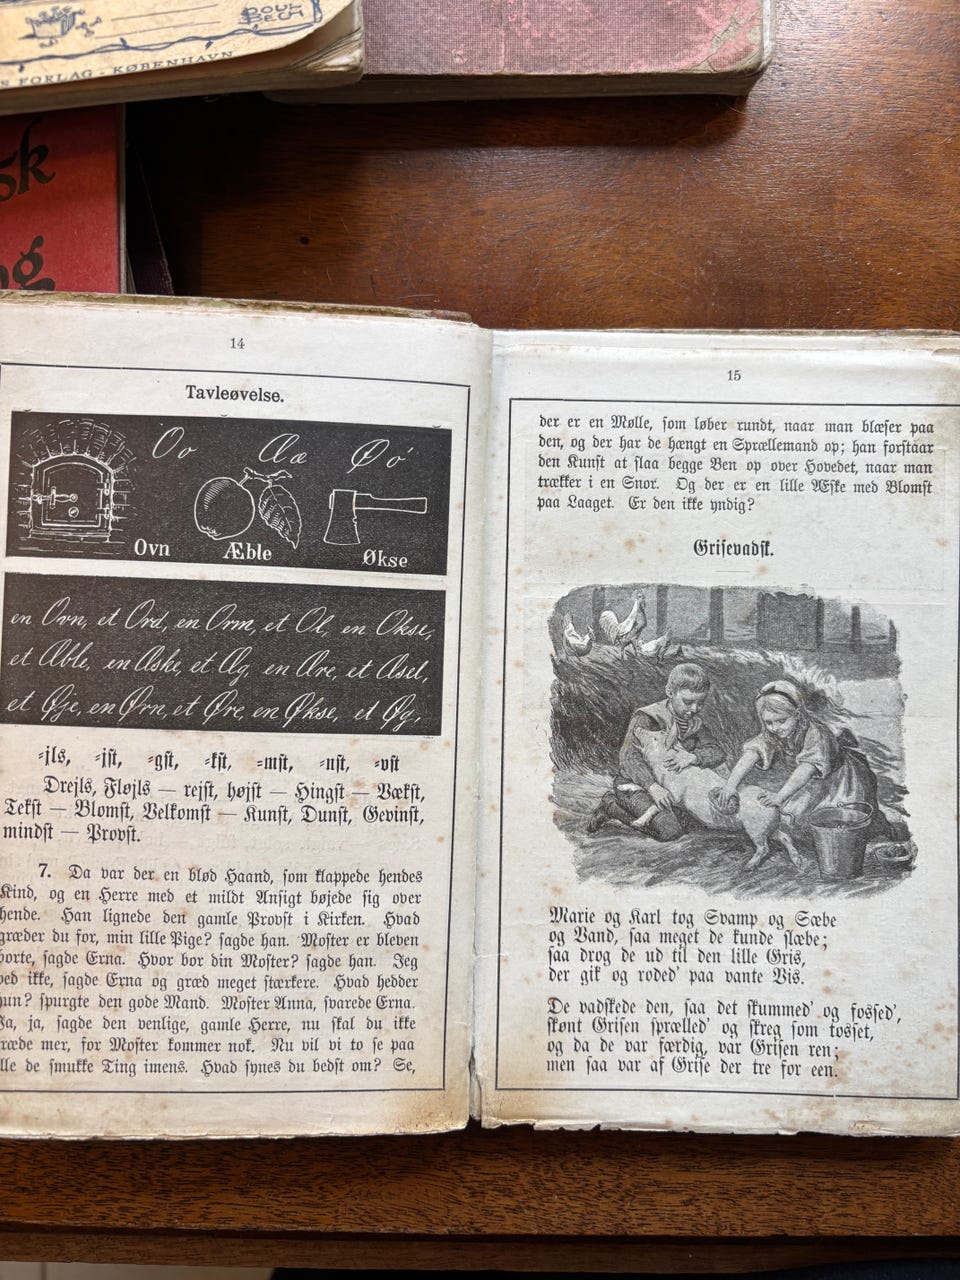 POUL
BECH
FORLAG - KØBENHAVN
sk
og
14
Tavleøvelse.
Oo Ææ Øø
Ovn Æble Økse
en Ovn, et Ord, en Orm, et Ol, en Okse,
et Æble, en Æske, et Æg, en Ære, et Æsel,
et Øje, en Ørn, et Øre, en Økse, et Øg,
-jls, -jst, -gst, -kst, -mst, -nst, -vst
Drejls, Fløjls — rejst, højst — Hingst — Vækst,
Tekst — Blomst, Velkomst — Kunst, Dunst, Gevinst,
mindst — Provst.
7. Da var der en blød Haand, som klappede hendes
Kind, og en Herre med et mildt Ansigt bøjede sig over
hende. Han lignede den gamle Provst i Kirken. Hvad
græder du for, min lille Pige? sagde han. Moster er bleven
borte, sagde Erna. Hvor bor din Moster? sagde han. Jeg
ved ikke, sagde Erna og græd meget stærkere. Hvad hedder
hun? spurgte den gode Mand. Moster Anna, svarede Erna.
Ja, ja, sagde den venlige, gamle Herre, nu skal du ikke
græde mer, for Moster kommer nok. Nu vil vi to se paa
alle de smukke Ting imens. Hvad synes du bedst om? Se,
15
der er en Mølle, som løber rundt, naar man blæser paa
den, og der har de hængt en Sprællemand op; han forstaar
den Kunst at slaa begge Ben op over Hovedet, naar man
trækker i en Snor. Og der er en lille Æske med Blomst
paa Laaget. Er den ikke yndig?
Grisevadsk.
Marie og Karl tog Svamp og Sæbe
og Vand, saa meget de kunde slæbe;
saa drog de ud til den lille Gris,
der gik og roded' paa vante Vis.
De vadskede den, saa det skummed' og fossed',
skønt Grisen sprælled' og skreg som tosset,
og da de var færdig, var Grisen ren;
men saa var af Grise der tre for een.